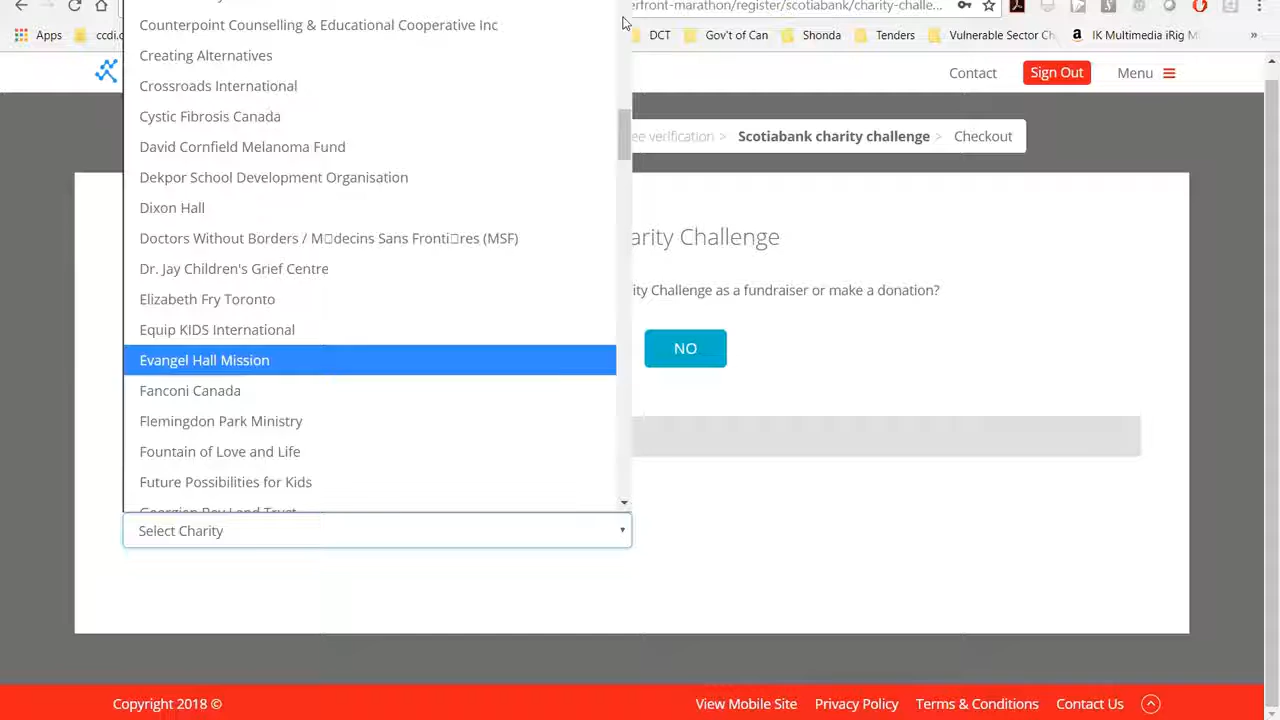 erfront-marathon/register/scotiabank/charity-challe...
Apps
ccdi.c
DCT
Gov't of Can
Shonda
Tenders
Vendorable Sector Ch
IK Multimedia iRig M
»
Contact
Sign Out
Menu
ee verification >
Scotiabank charity challenge >
Checkout
Counterpoint Counselling & Educational Cooperative Inc
Creating Alternatives
Crossroads International
Cystic Fibrosis Canada
David Cornfield Melanoma Fund
Dekpor School Development Organisation
Dixon Hall
Doctors Without Borders / M□decins Sans Fronti□res (MSF)
Dr. Jay Children's Grief Centre
Elizabeth Fry Toronto
Equip KIDS International
Evangel Hall Mission
Fanconi Canada
Flemingdon Park Ministry
Fountain of Love and Life
Future Possibilities for Kids
Georgian Bay Land Trust
Select Charity
arity Challenge
ity Challenge as a fundraiser or make a donation?
NO
Copyright 2018 ©
View Mobile Site
Privacy Policy
Terms & Conditions
Contact Us